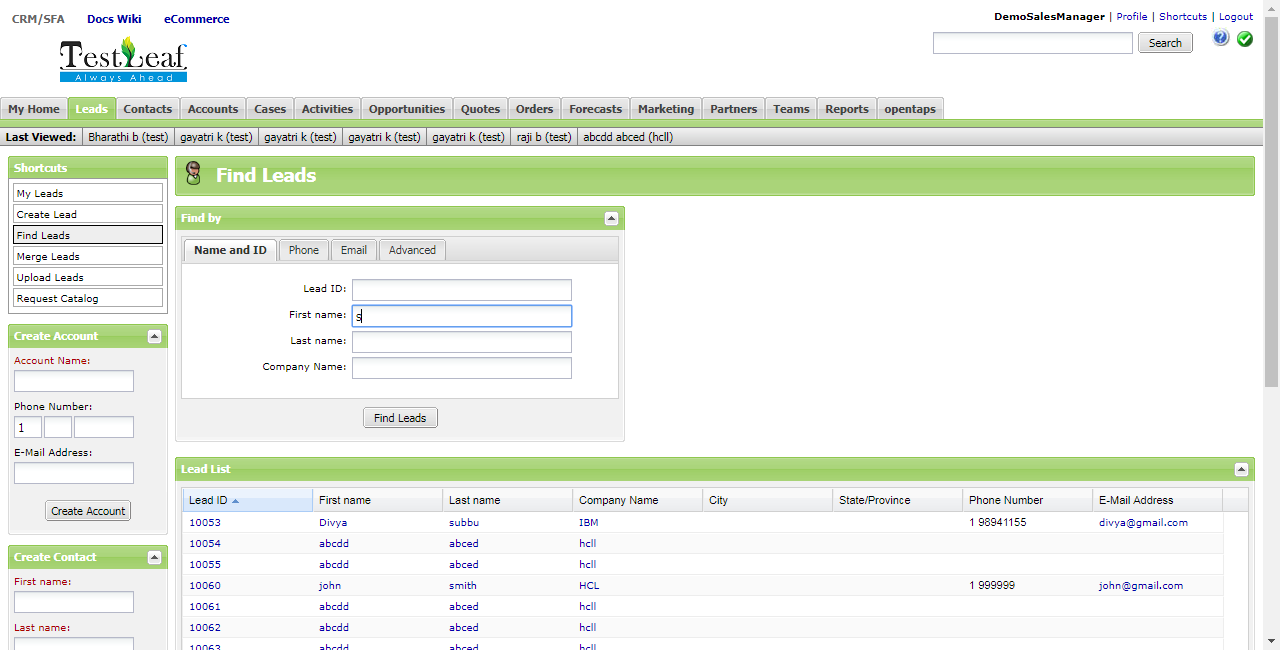 CRM/SFA Docs Wiki eCommerce
DemoSalesManager | Profile | Shortcuts | Logout
TestLeaf
Always Ahead
Search
My Home Leads Contacts Accounts Cases Activities Opportunities Quotes Orders Forecasts Marketing Partners Teams Reports opentaps
Last Viewed: Bharathi b (test) gayatri k (test) gayatri k (test) gayatri k (test) gayatri k (test) raji b (test) abcdd abced (hcll)
Shortcuts
My Leads
Create Lead
Find Leads
Merge Leads
Upload Leads
Request Catalog
Create Account
Account Name:
Phone Number:
1
E-Mail Address:
Create Account
Create Contact
First name:
Last name:
Find Leads
Find by
Name and ID Phone Email Advanced
Lead ID:
First name: s
Last name:
Company Name:
Find Leads
Lead List
Lead ID First name Last name Company Name City State/Province Phone Number E-Mail Address
10053 Divya subbu IBM 1 98941155 divya@gmail.com
10054 abcdd abced hcll
10055 abcdd abced hcll
10060 john smith HCL 1 999999 john@gmail.com
10061 abcdd abced hcll
10062 abcdd abced hcll
10063 abcdd abced hcll